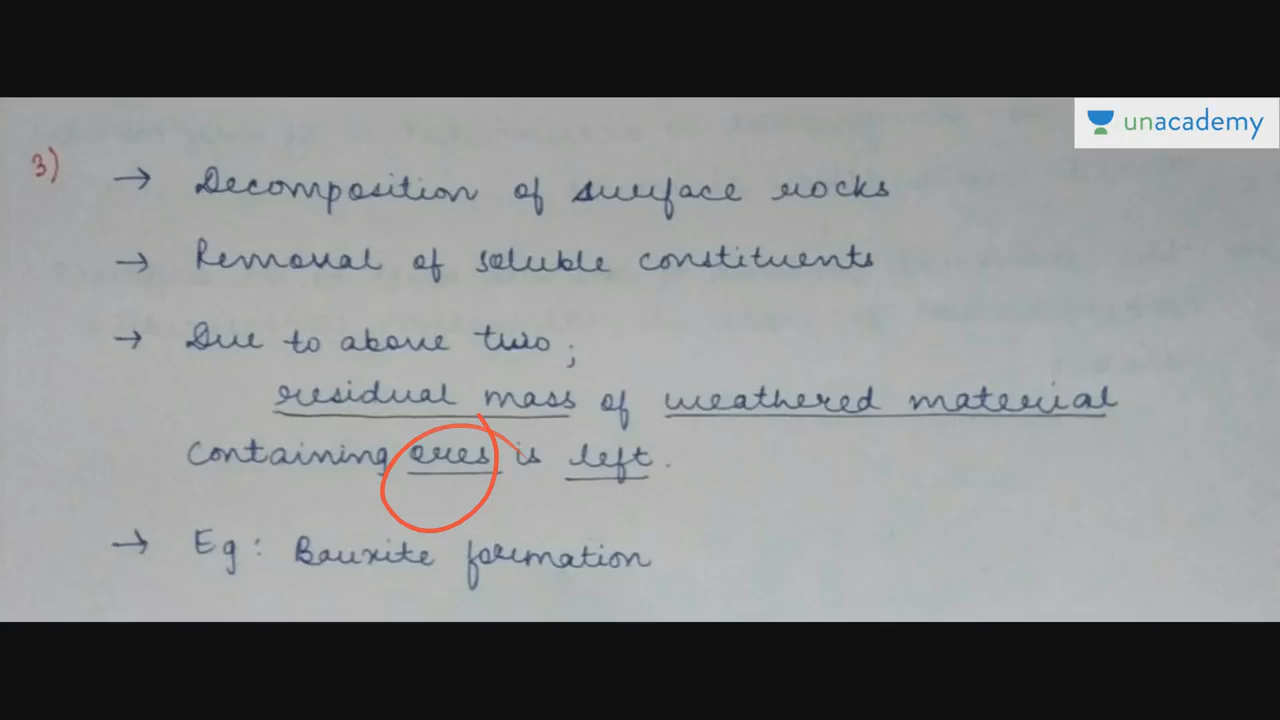 unacademy
3) → Decomposition of surface rocks
→ Removal of soluble constituents
→ Due to above two ;
residual mass of weathered material
containing ores is left.
→ Eg : Bauxite formation